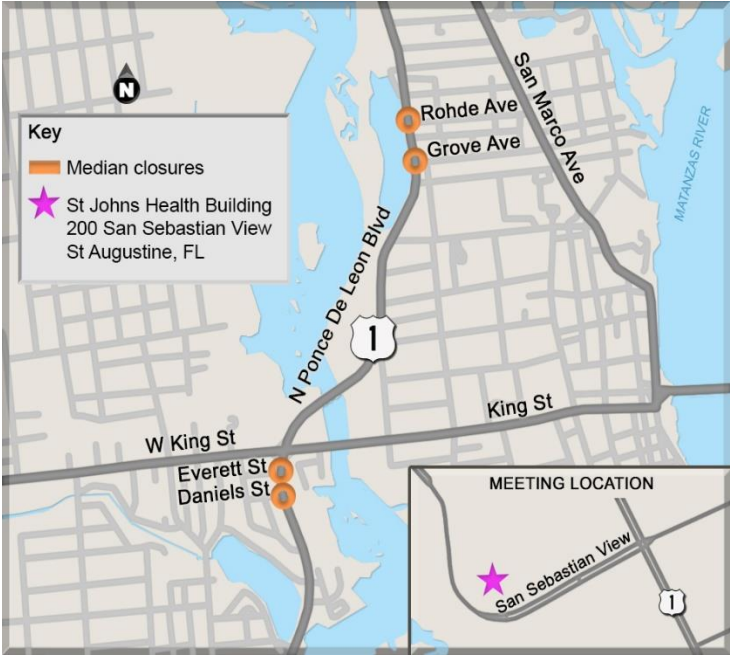 N
Key
Median closures
St Johns Health Building
200 San Sebastian View
St Augustine, FL
Rohde Ave
Grove Ave
San Marco Ave
MATANZAS RIVER
N Ponce De Leon Blvd
1
King St
W King St
Everett St
Daniels St
MEETING LOCATION
San Sebastian View
1